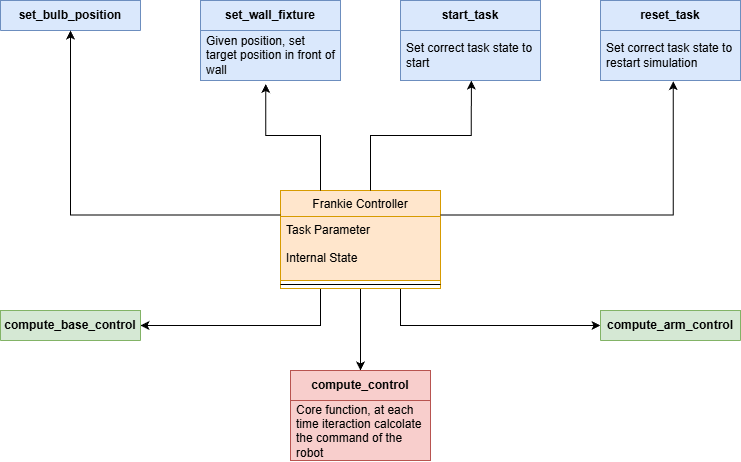 set_bulb_position
set_wall_fixture
Given position, set
target position in front of
wall
start_task
Set correct task state to
start
reset_task
Set correct task state to
restart simulation
Frankie Controller
Task Parameter
Internal State
compute_base_control
compute_arm_control
compute_control
Core function, at each
time iteraction calcolate
the command of the
robot